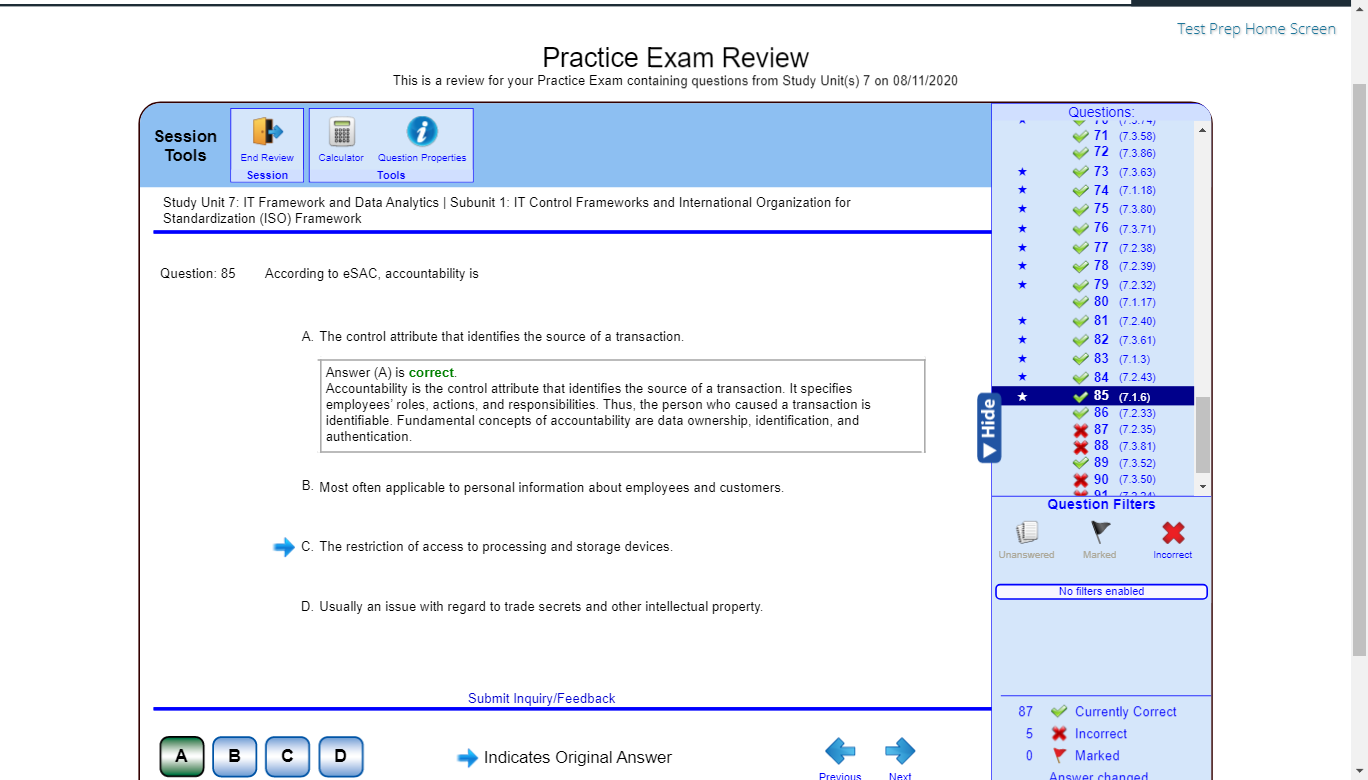 Test Prep Home Screen
Practice Exam Review
This is a review for your Practice Exam containing questions from Study Unit(s) 7 on 08/11/2020
Session
Tools
End Review
Session
Calculator
Question Properties
Tools
Study Unit 7: IT Framework and Data Analytics | Subunit 1: IT Control Frameworks and International Organization for
Standardization (ISO) Framework
Question: 85 According to eSAC, accountability is
A. The control attribute that identifies the source of a transaction.
Answer (A) is correct.
Accountability is the control attribute that identifies the source of a transaction. It specifies
employees' roles, actions, and responsibilities. Thus, the person who caused a transaction is
identifiable. Fundamental concepts of accountability are data ownership, identification, and
authentication.
B. Most often applicable to personal information about employees and customers.
C. The restriction of access to processing and storage devices.
D. Usually an issue with regard to trade secrets and other intellectual property.
Submit Inquiry/Feedback
A B C D
Indicates Original Answer
Previous
Next
Hide
Questions:
70 (7.3.74)
71 (7.3.58)
72 (7.3.86)
73 (7.3.63)
74 (7.1.18)
75 (7.3.80)
76 (7.3.71)
77 (7.2.38)
78 (7.2.39)
79 (7.2.32)
80 (7.1.17)
81 (7.2.40)
82 (7.3.61)
83 (7.1.3)
84 (7.2.43)
85 (7.1.6)
86 (7.2.33)
87 (7.2.35)
88 (7.3.81)
89 (7.3.52)
90 (7.3.50)
91
Question Filters
Unanswered
Marked
Incorrect
No filters enabled
87 Currently Correct
5 Incorrect
0 Marked
Answer changed